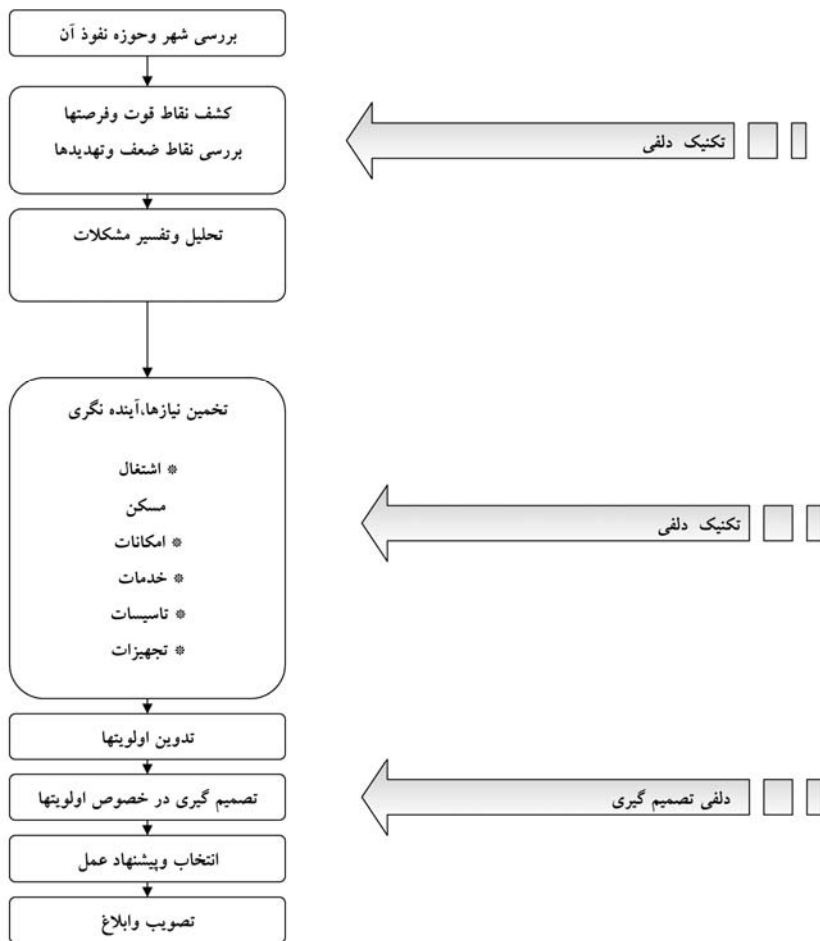 بررسی شهر وحوزه نفوذ آن
کشف نقاط قوت وفرصتها
بررسی نقاط ضعف وتهدیدها
تکنیک دلفی
تحلیل وتفسیر مشکلات
تخمین نیازها،آینده نگری
* اشتغال
مسکن
* امکانات
* خدمات
* تاسیسات
* تجهیزات
تکنیک دلفی
تدوین اولویتها
تصمیم گیری در خصوص اولویتها
دلفی تصمیم گیری
انتخاب وپیشنهاد عمل
تصویب وابلاغ